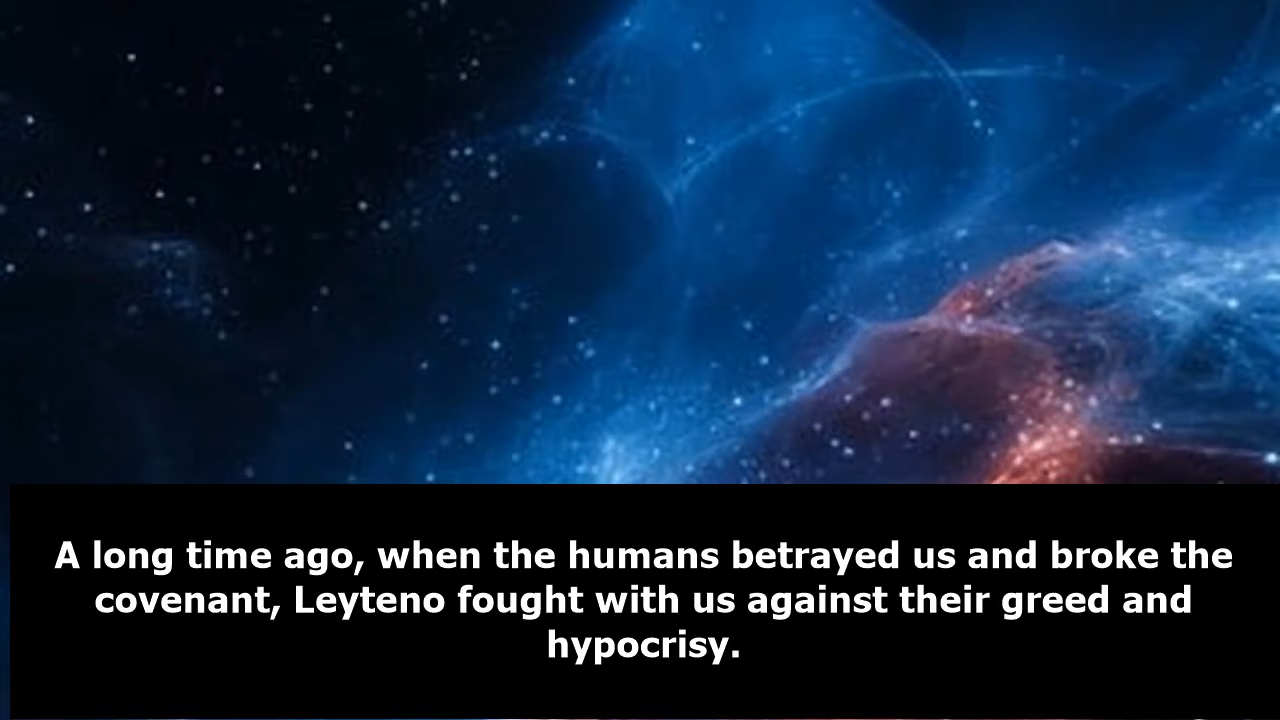 A long time ago, when the humans betrayed us and broke the
covenant, Leyteno fought with us against their greed and
hypocrisy.